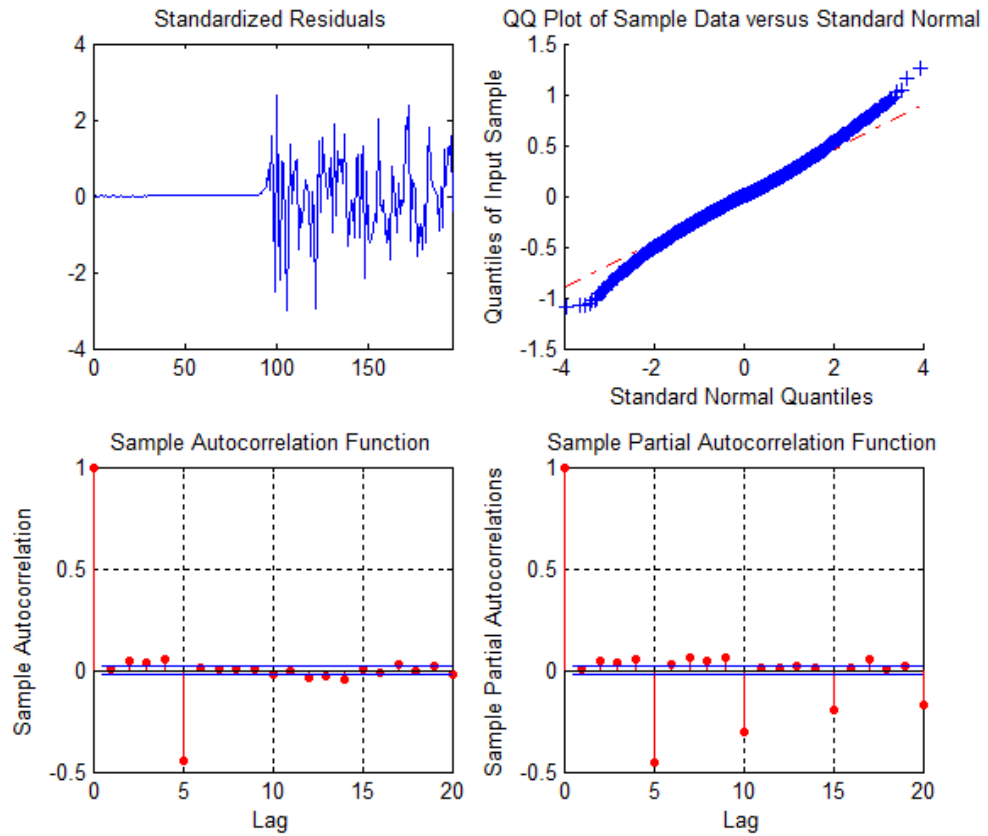 Standardized Residuals
4
2
0
-2
-4
0 50 100 150
QQ Plot of Sample Data versus Standard Normal
Quantiles of Input Sample
1.5
1
0.5
0
-0.5
-1
-1.5
-4 -2 0 2 4
Standard Normal Quantiles
Sample Autocorrelation Function
Sample Autocorrelation
1
0.5
0
-0.5
0 5 10 15 20
Lag
Sample Partial Autocorrelation Function
Sample Partial Autocorrelations
1
0.5
0
-0.5
0 5 10 15 20
Lag